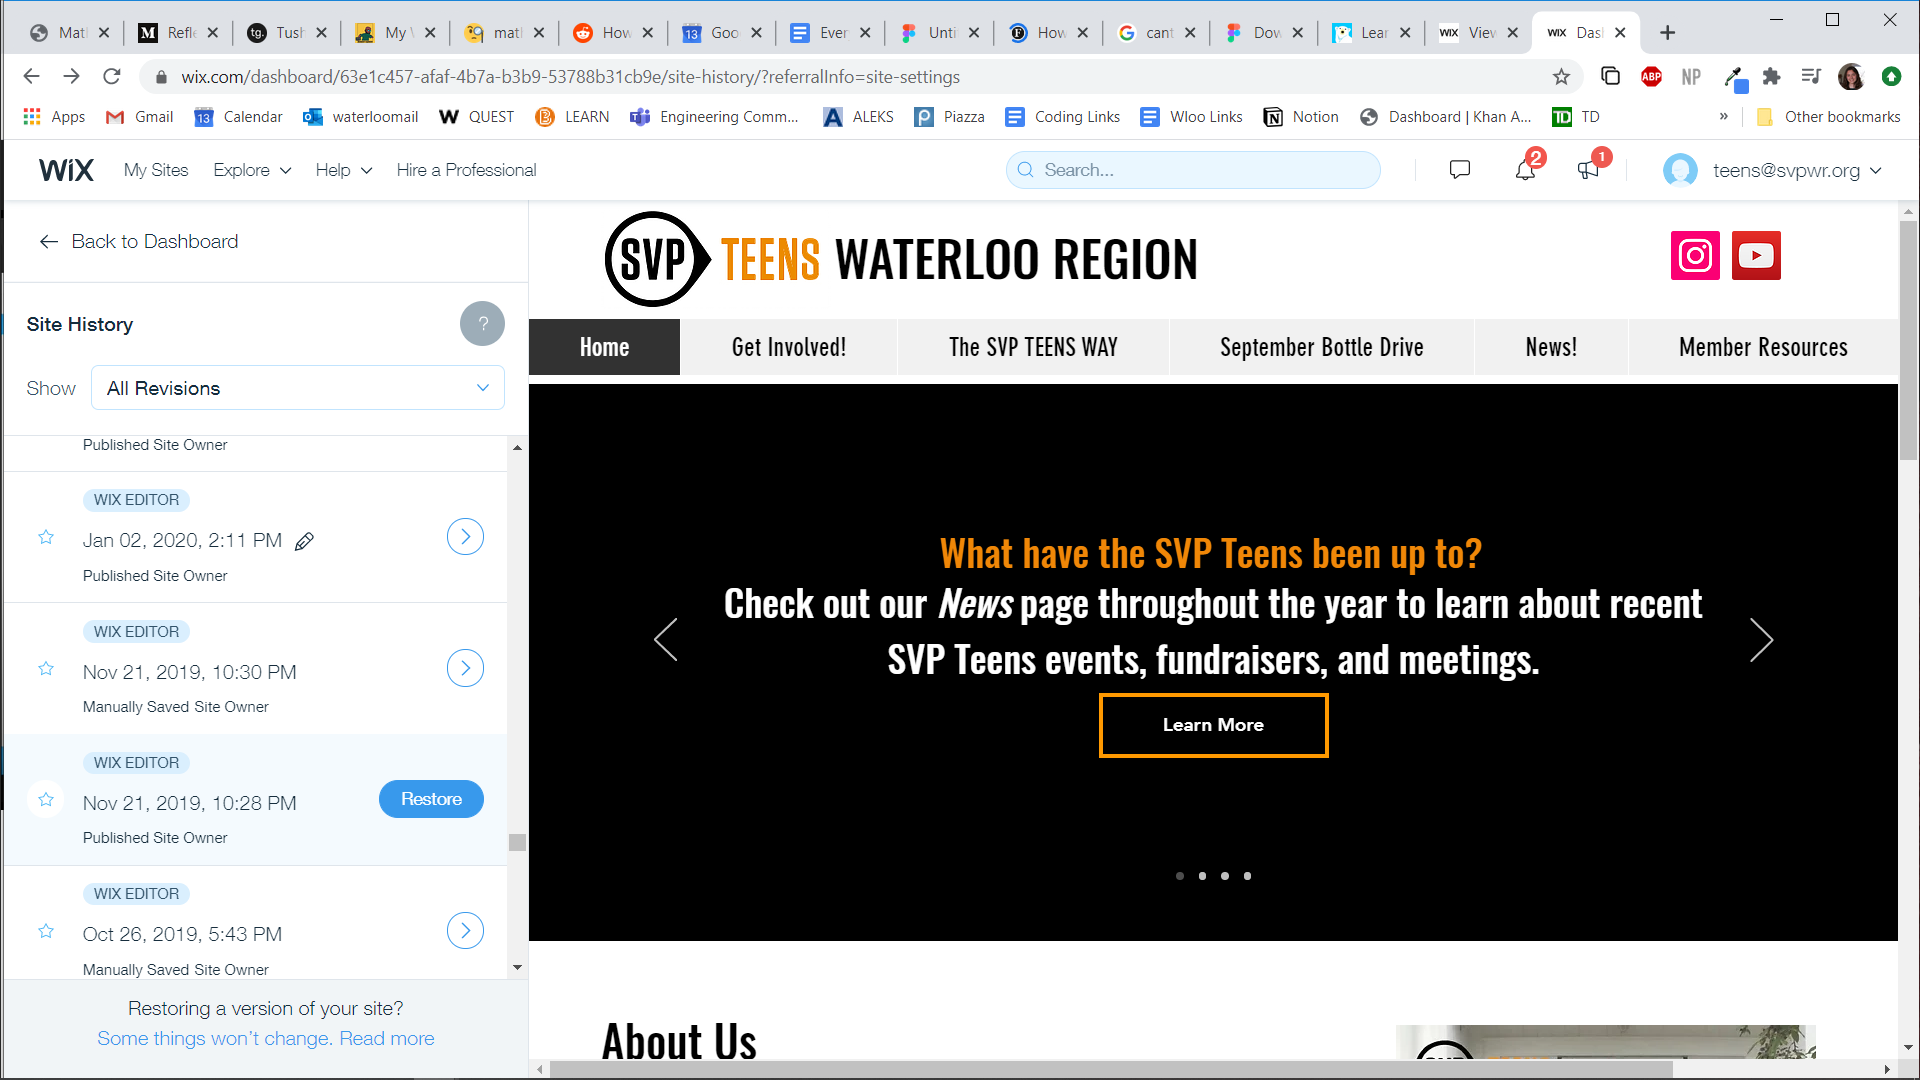 Matl
Refle
Tush
My \
matl
How
Goo
Ever
Unti
How
cant
Dow
Lear
View
Dasl
wix.com/dashboard/63e1c457-afaf-4b7a-b3b9-53788b31cb9e/site-history/?referralInfo=site-settings
ABP
NP
Apps
Gmail
Calendar
waterloomail
QUEST
LEARN
Engineering Comm...
ALEKS
Piazza
Coding Links
Wloo Links
Notion
Dashboard | Khan A...
TD
»
Other bookmarks
WiX
My Sites
Explore
Help
Hire a Professional
Search...
2
1
teens@svpwr.org
Back to Dashboard
Site History
?
Show
All Revisions
Published Site Owner
WIX EDITOR
Jan 02, 2020, 2:11 PM
Published Site Owner
WIX EDITOR
Nov 21, 2019, 10:30 PM
Manually Saved Site Owner
WIX EDITOR
Nov 21, 2019, 10:28 PM
Restore
Published Site Owner
WIX EDITOR
Oct 26, 2019, 5:43 PM
Manually Saved Site Owner
Restoring a version of your site?
Some things won't change. Read more
SVP TEENS WATERLOO REGION
Home
Get Involved!
The SVP TEENS WAY
September Bottle Drive
News!
Member Resources
What have the SVP Teens been up to?
Check out our News page throughout the year to learn about recent
SVP Teens events, fundraisers, and meetings.
Learn More
About Us